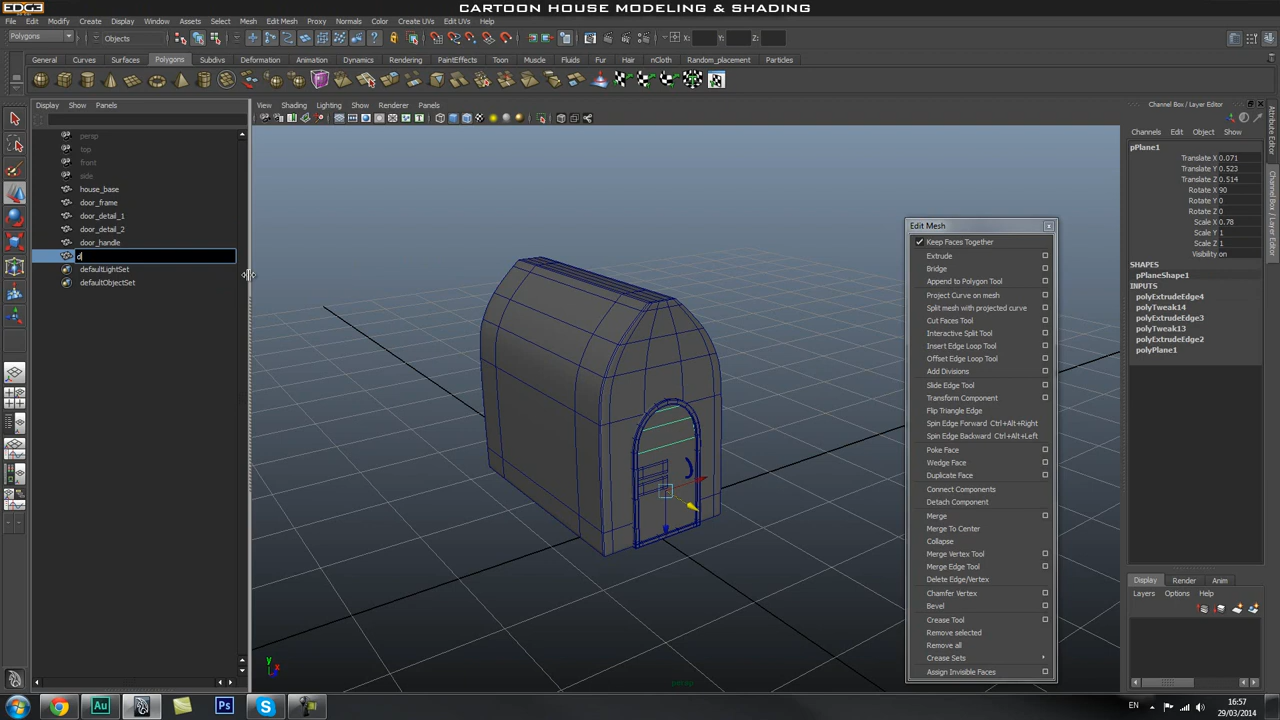 EDGE3
CARTOON HOUSE MODELING & SHADING
File Edit Modify Create Display Window Assets Select Mesh Edit Mesh Proxy Normals Color Create UVs Edit UVs Help
Polygons Objects X: Y: Z:
General Curves Surfaces Polygons Subdivs Deformation Animation Dynamics Rendering PaintEffects Toon Muscle Fluids Fur Hair nCloth Random_placement Particles
Display Show Panels
View Shading Lighting Show Renderer Panels
Channel Box / Layer Editor
persp
top
front
side
house_base
door_frame
door_detail_1
door_detail_2
door_handle
d
defaultLightSet
defaultObjectSet
Edit Mesh
Keep Faces Together
Extrude
Bridge
Append to Polygon Tool
Project Curve on mesh
Split mesh with projected curve
Cut Faces Tool
Interactive Split Tool
Insert Edge Loop Tool
Offset Edge Loop Tool
Add Divisions
Slide Edge Tool
Transform Component
Flip Triangle Edge
Spin Edge Forward Ctrl+Alt+Right
Spin Edge Backward Ctrl+Alt+Left
Poke Face
Wedge Face
Duplicate Face
Connect Components
Detach Component
Merge
Merge To Center
Collapse
Merge Vertex Tool
Merge Edge Tool
Delete Edge/Vertex
Chamfer Vertex
Bevel
Crease Tool
Remove selected
Remove all
Crease Sets
Assign Invisible Faces
Channels Edit Object Show
pPlane1
Translate X 0.071
Translate Y 0.523
Translate Z 0.514
Rotate X 90
Rotate Y 0
Rotate Z 0
Scale X 0.78
Scale Y 1
Scale Z 1
Visibility on
SHAPES
pPlaneShape1
INPUTS
polyExtrudeEdge4
polyTweak14
polyExtrudeEdge3
polyTweak13
polyExtrudeEdge2
polyPlane1
Attribute Editor
Channel Box / Layer Editor
Display Render Anim
Layers Options Help
y
x
z
persp
Au
Ps
EN
16:57
29/03/2014